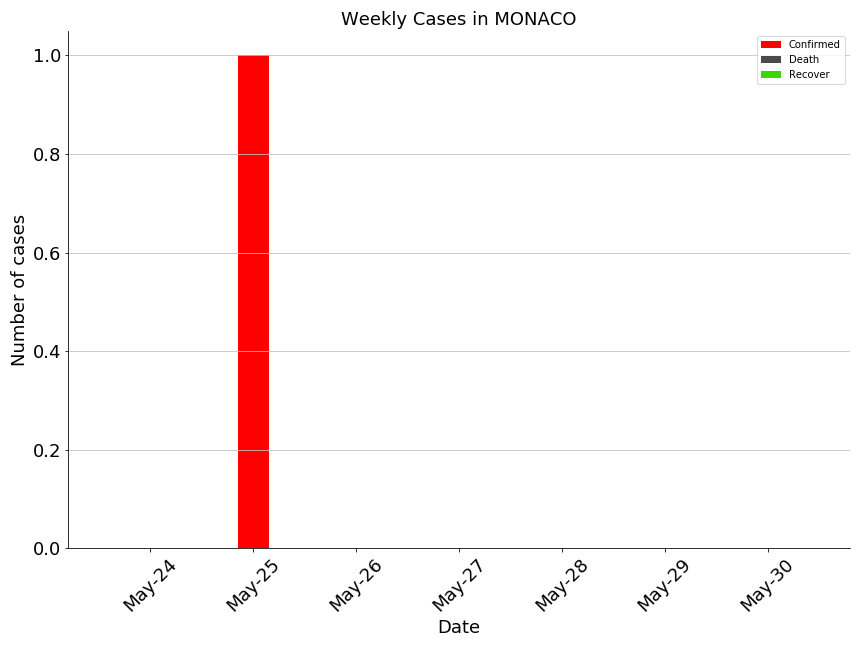 Weekly Cases in MONACO
Confirmed
Death
Recover
Number of cases
1.0
0.8
0.6
0.4
0.2
0.0
May-24
May-25
May-26
May-27
May-28
May-29
May-30
Date